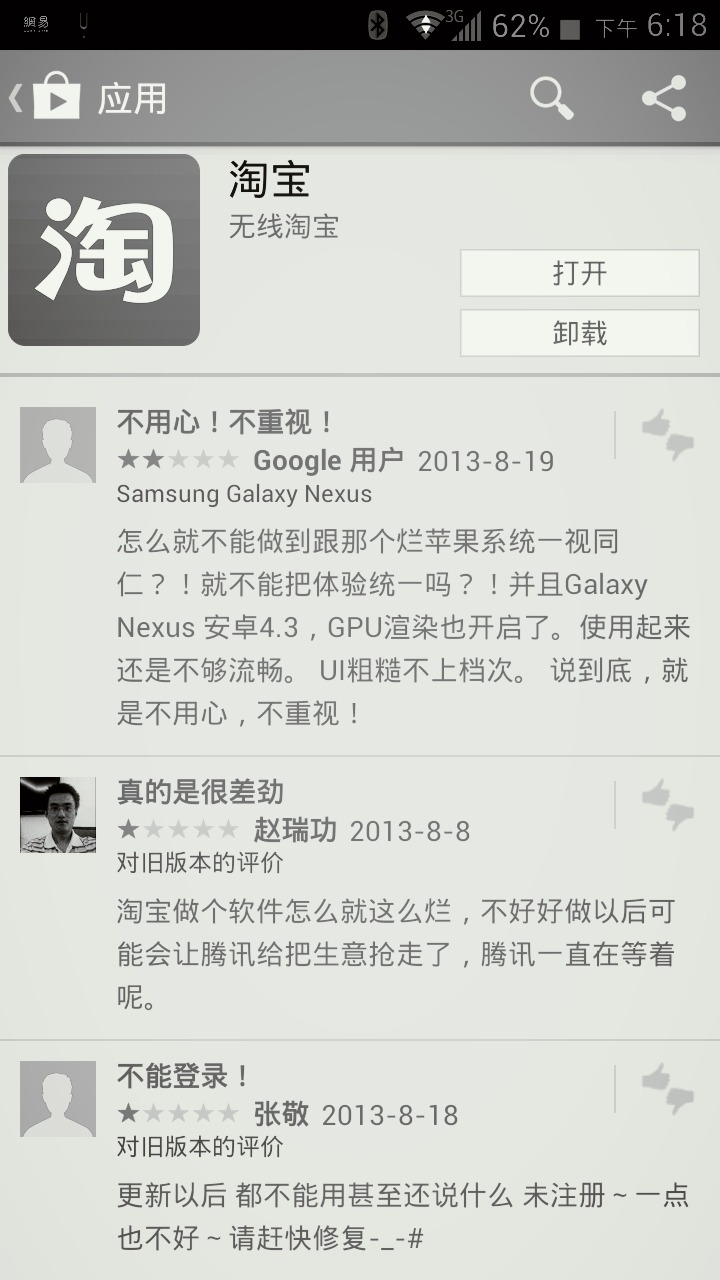 網易
3G 62% 下午 6:18
应用
淘
淘宝
无线淘宝
打开
卸载
不用心！不重视！
Google 用户 2013-8-19
Samsung Galaxy Nexus
怎么就不能做到跟那个烂苹果系统一视同
仁？！就不能把体验统一吗？！并且Galaxy
Nexus 安卓4.3，GPU渲染也开启了。使用起来
还是不够流畅。 UI粗糙不上档次。 说到底，就
是不用心，不重视！
真的是很差劲
赵瑞功 2013-8-8
对旧版本的评价
淘宝做个软件怎么就这么烂，不好好做以后可
能会让腾讯给把生意抢走了，腾讯一直在等着
呢。
不能登录！
张敬 2013-8-18
对旧版本的评价
更新以后 都不能用甚至还说什么 未注册～一点
也不好～请赶快修复-_-#